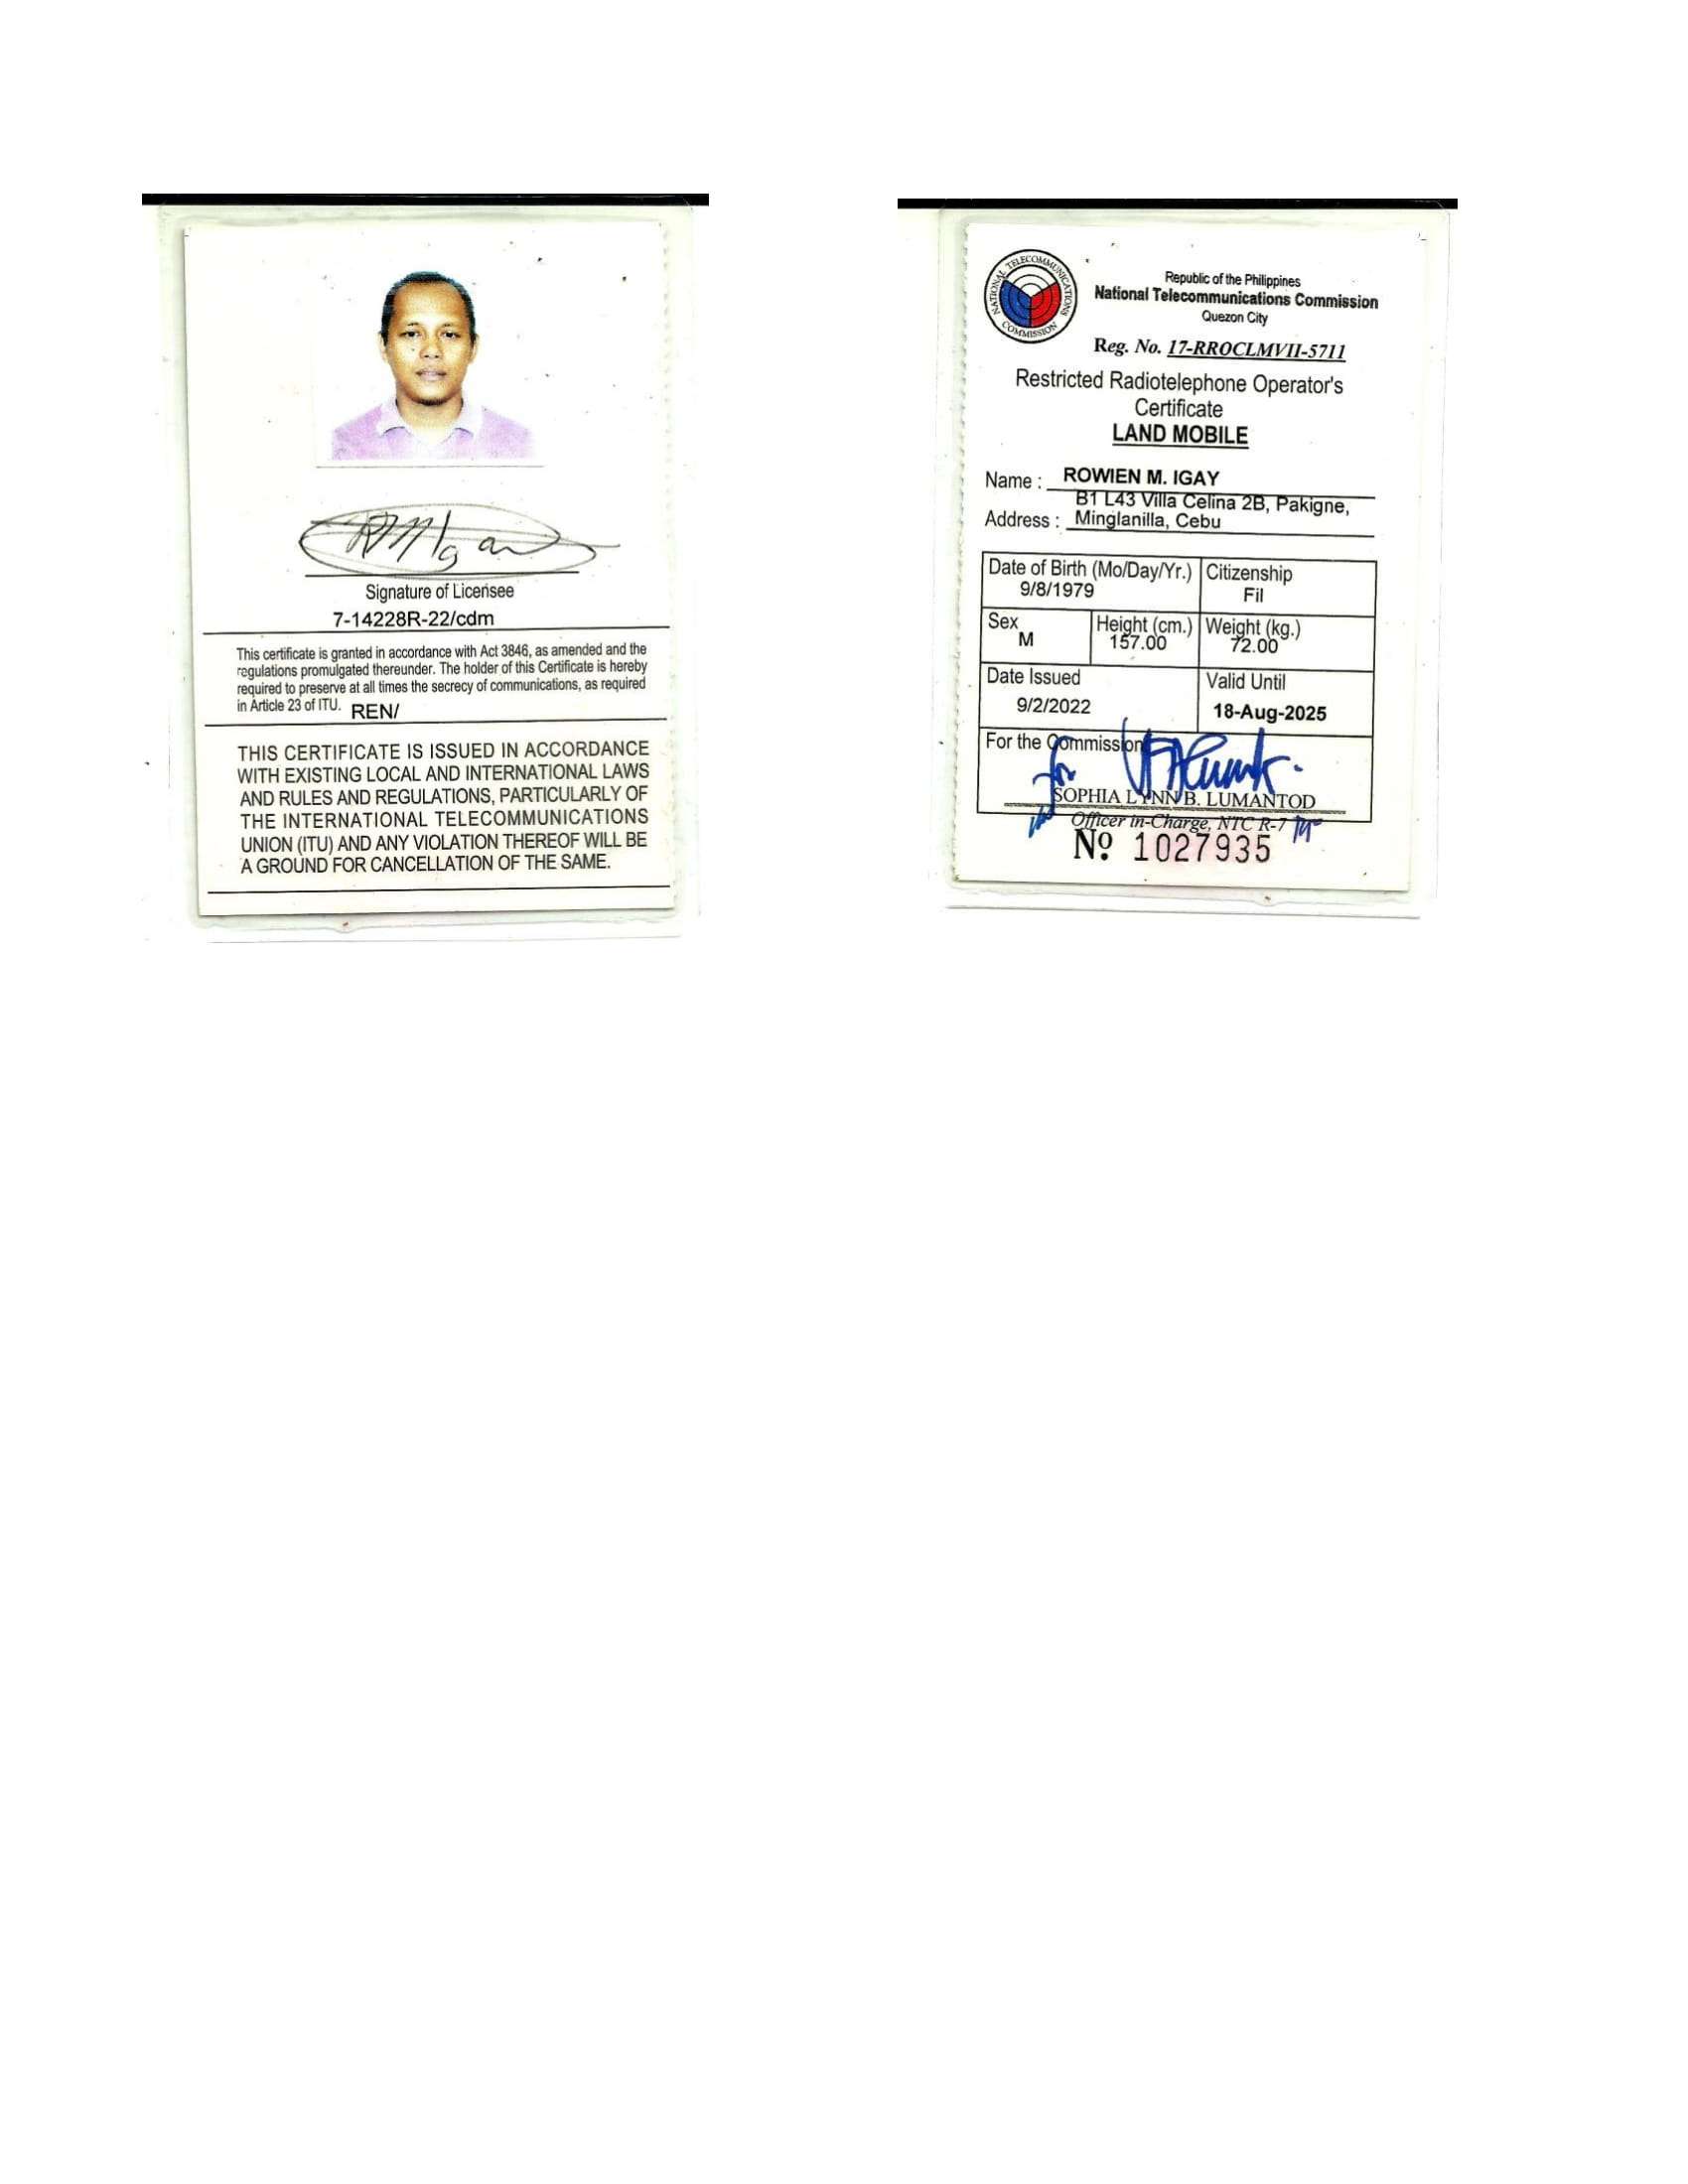 7-14228R-22/cdm
Signature of Licensee
This certificate is granted in accordance with Act 3846, as amended and the
regulations promulgated thereunder. The holder of this Certificate is hereby
required to preserve at all times the secrecy of communications, as required
in Article 23 of ITU. REN/
THIS CERTIFICATE IS ISSUED IN ACCORDANCE
WITH EXISTING LOCAL AND INTERNATIONAL LAWS
AND RULES AND REGULATIONS, PARTICULARLY OF
THE INTERNATIONAL TELECOMMUNICATIONS
UNION (ITU) AND ANY VIOLATION THEREOF WILL BE
A GROUND FOR CANCELLATION OF THE SAME.
NATIONAL TELECOMMUNICATIONS COMMISSION
Republic of the Philippines
National Telecommunications Commission
Quezon City
Reg. No. 17-RROCLMVII-5711
Restricted Radiotelephone Operator's
Certificate
LAND MOBILE
Name : ROWIEN M. IGAY
B1 L43 Villa Celina 2B, Pakigne,
Address : Minglanilla, Cebu
Date of Birth (Mo/Day/Yr.) Citizenship
9/8/1979 Fil
Sex Height (cm.) Weight (kg.)
M 157.00 72.00
Date Issued Valid Until
9/2/2022 18-Aug-2025
For the Commission
for
SOPHIA LYNN B. LUMANTOD
Officer in-Charge, NTC R-7
Nº 1027935